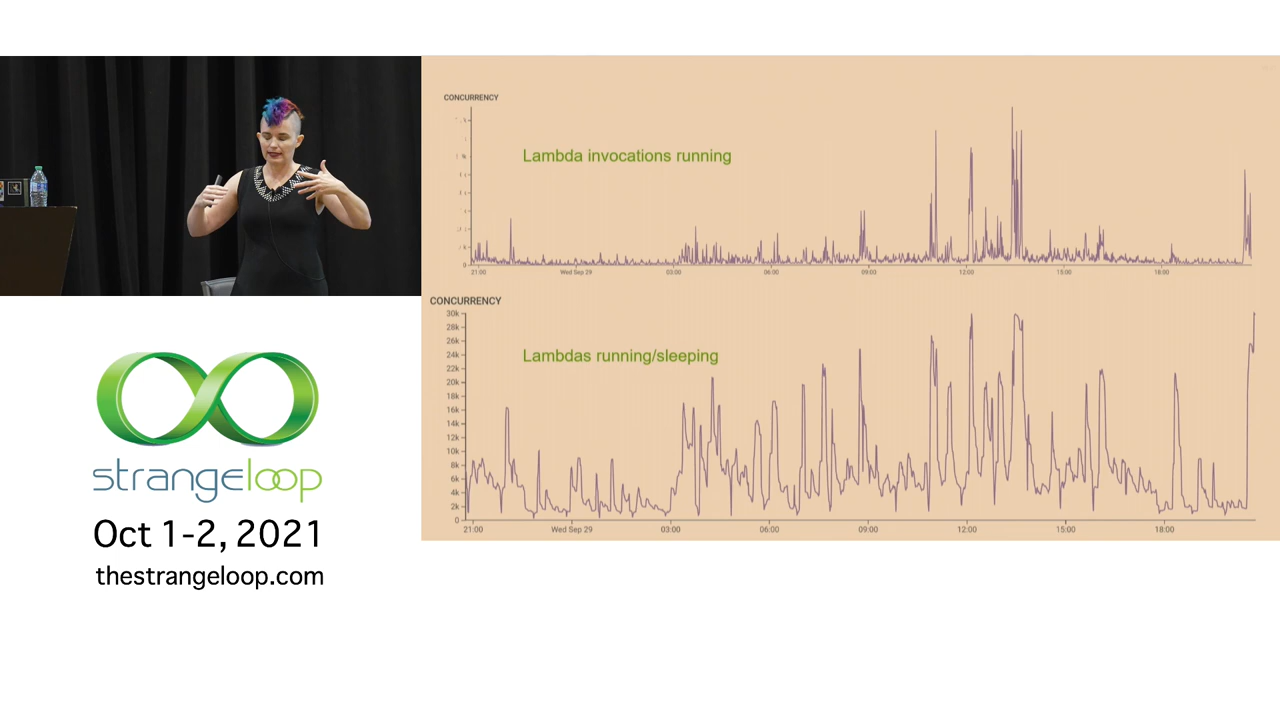 CONCURRENCY
Lambda invocations running
0
21:00 Wed Sep 29 03:00 06:00 09:00 12:00 15:00 18:00
CONCURRENCY
30k
28k
26k
24k
22k
20k
18k
16k
14k
12k
10k
8k
6k
4k
2k
0
Lambdas running/sleeping
21:00 Wed Sep 29 03:00 06:00 09:00 12:00 15:00 18:00
strangeloop
Oct 1-2, 2021
thestrangeloop.com